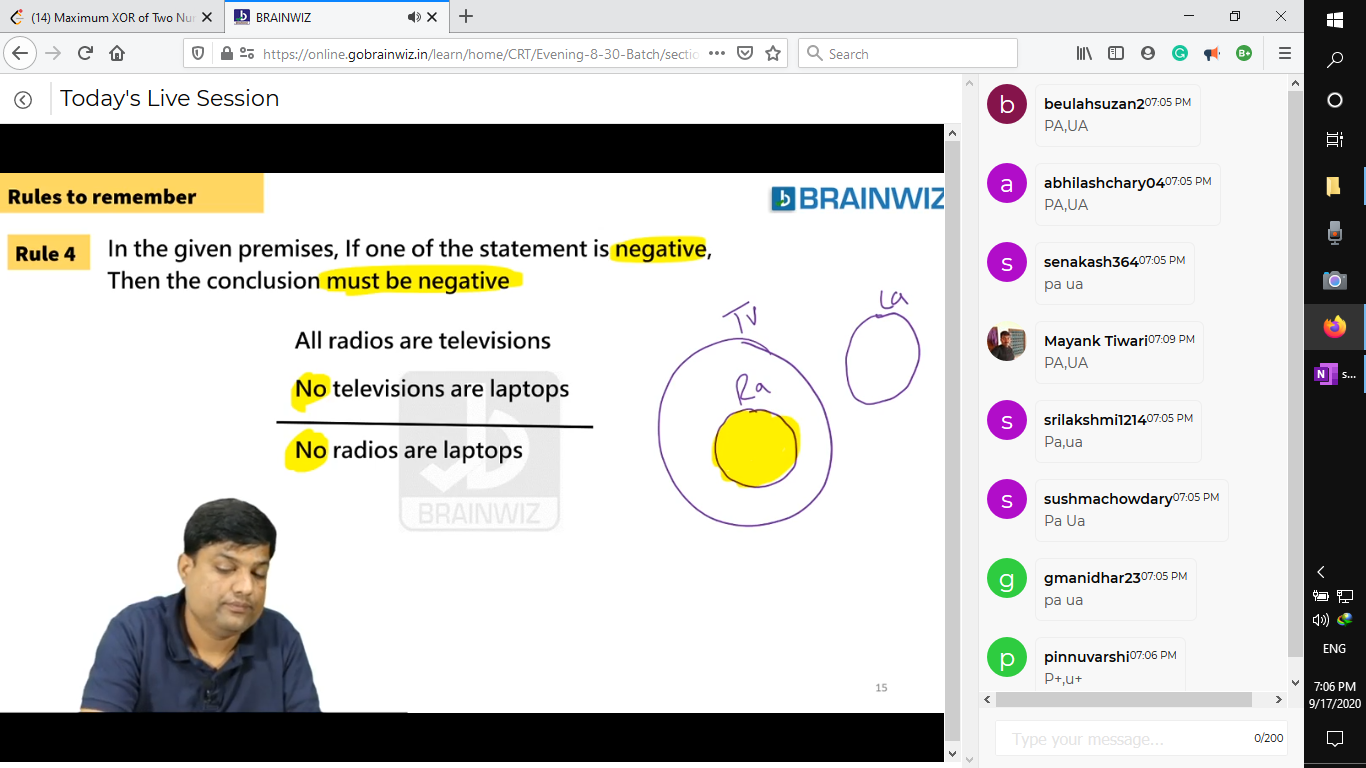 (14) Maximum XOR of Two Nu
BRAINWIZ
https://online.gobrainwiz.in/learn/home/CRT/Evening-8-30-Batch/sectio
Search
Today's Live Session
Rules to remember
BRAINWIZ
Rule 4
In the given premises, If one of the statement is negative,
Then the conclusion must be negative
All radios are televisions
No televisions are laptops
No radios are laptops
TV
Ra
La
BRAINWIZ
15
b
beulahsuzan2 07:05 PM
PA,UA
a
abhilashchary04 07:05 PM
PA,UA
s
senakash364 07:05 PM
pa ua
Mayank Tiwari 07:09 PM
PA,UA
s
srilakshmi1214 07:05 PM
Pa,ua
s
sushmachowdary 07:05 PM
Pa Ua
g
gmanidhar23 07:05 PM
pa ua
p
pinnuvarshi 07:06 PM
P+,u+
Type your message...
0/200
B+
N
s...
ENG
7:06 PM
9/17/2020